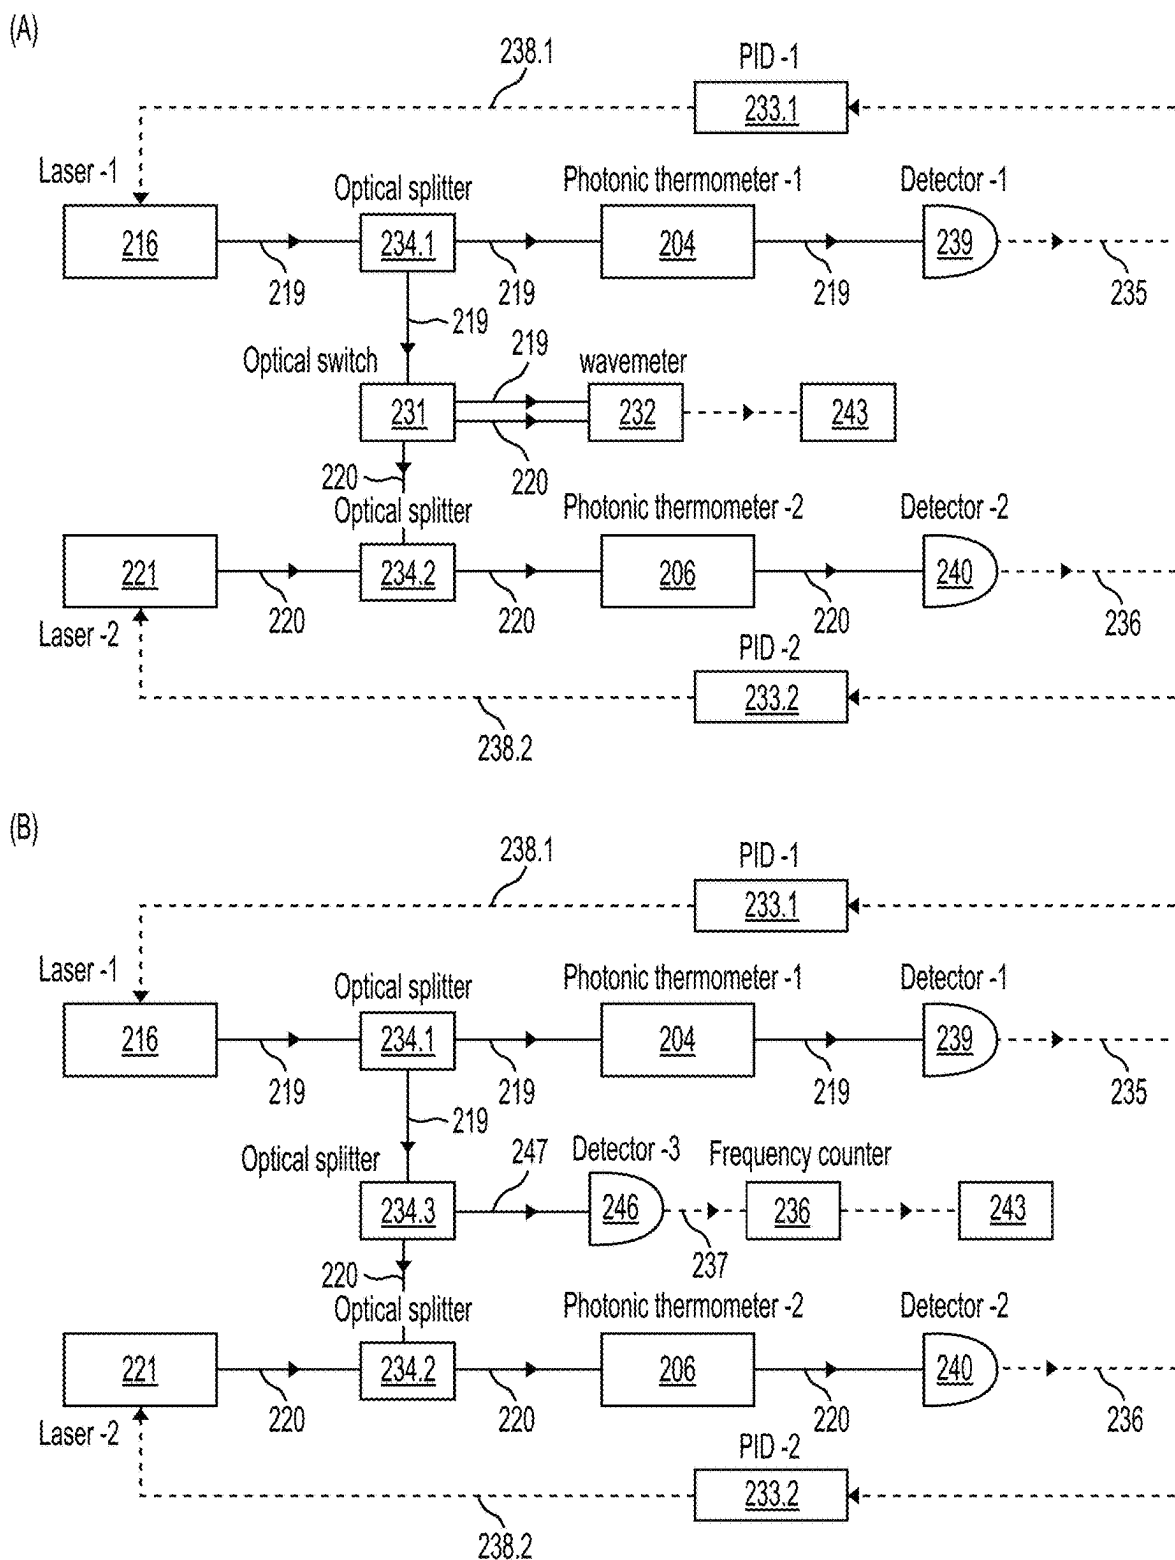 (A)
238.1
PID -1
233.1
Laser -1
Optical splitter
Photonic thermometer -1
Detector -1
216
234.1
204
239
219
219
219
235
219
219
Optical switch
wavemeter
231
232
243
220
220
Optical splitter
Photonic thermometer -2
Detector -2
221
234.2
206
240
220
220
220
236
Laser -2
PID -2
233.2
238.2
(B)
238.1
PID -1
233.1
Laser -1
Optical splitter
Photonic thermometer -1
Detector -1
216
234.1
204
239
219
219
219
235
219
Optical splitter
247
Detector -3
Frequency counter
234.3
246
236
243
237
220
Optical splitter
Photonic thermometer -2
Detector -2
221
234.2
206
240
220
220
220
236
Laser -2
PID -2
233.2
238.2